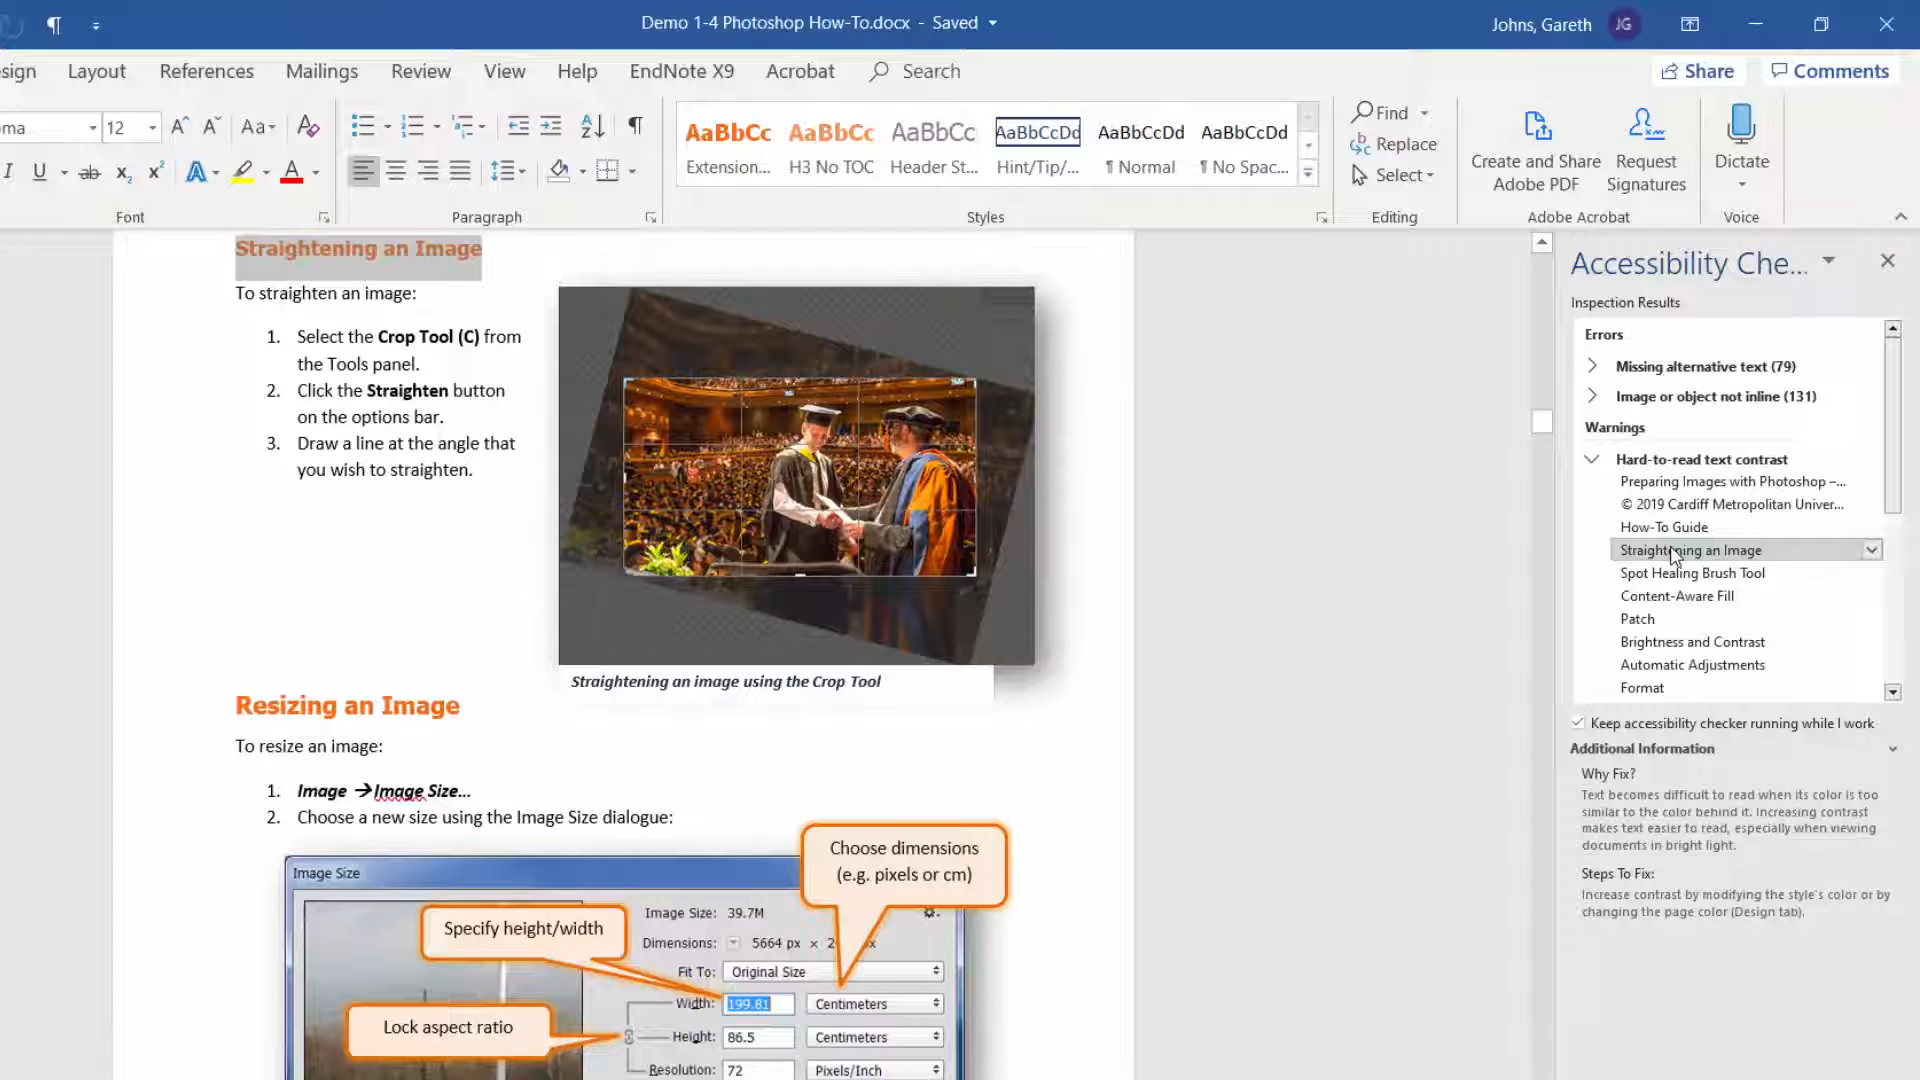 Demo 1-4 Photoshop How-To.docx - Saved
Johns, Gareth JG
sign Layout References Mailings Review View Help EndNote X9 Acrobat Search
Share Comments
ma 12 Aa
AaBbCc AaBbCc AaBbCc AaBbCcDd AaBbCcDd AaBbCcDd
Extension... H3 No TOC Header St... Hint/Tip/... ¶ Normal ¶ No Spac...
Find
Replace
Select
Create and Share
Adobe PDF
Request
Signatures
Dictate
Font Paragraph Styles Editing Adobe Acrobat Voice
Straightening an Image
To straighten an image:
1. Select the Crop Tool (C) from
the Tools panel.
2. Click the Straighten button
on the options bar.
3. Draw a line at the angle that
you wish to straighten.
Straightening an image using the Crop Tool
Resizing an Image
To resize an image:
1. Image →Image Size...
2. Choose a new size using the Image Size dialogue:
Choose dimensions
(e.g. pixels or cm)
Image Size
Specify height/width
Lock aspect ratio
Image Size: 39.7M
Dimensions: 5664 px × 2 px
Fit To: Original Size
Width: 199.81 Centimeters
Height: 86.5 Centimeters
Resolution: 72 Pixels/Inch
Accessibility Che...
Inspection Results
Errors
Missing alternative text (79)
Image or object not inline (131)
Warnings
Hard-to-read text contrast
Preparing Images with Photoshop –...
© 2019 Cardiff Metropolitan Univer...
How-To Guide
Straightening an Image
Spot Healing Brush Tool
Content-Aware Fill
Patch
Brightness and Contrast
Automatic Adjustments
Format
Keep accessibility checker running while I work
Additional Information
Why Fix?
Text becomes difficult to read when its color is too
similar to the color behind it. Increasing contrast
makes text easier to read, especially when viewing
documents in bright light.
Steps To Fix:
Increase contrast by modifying the style's color or by
changing the page color (Design tab).